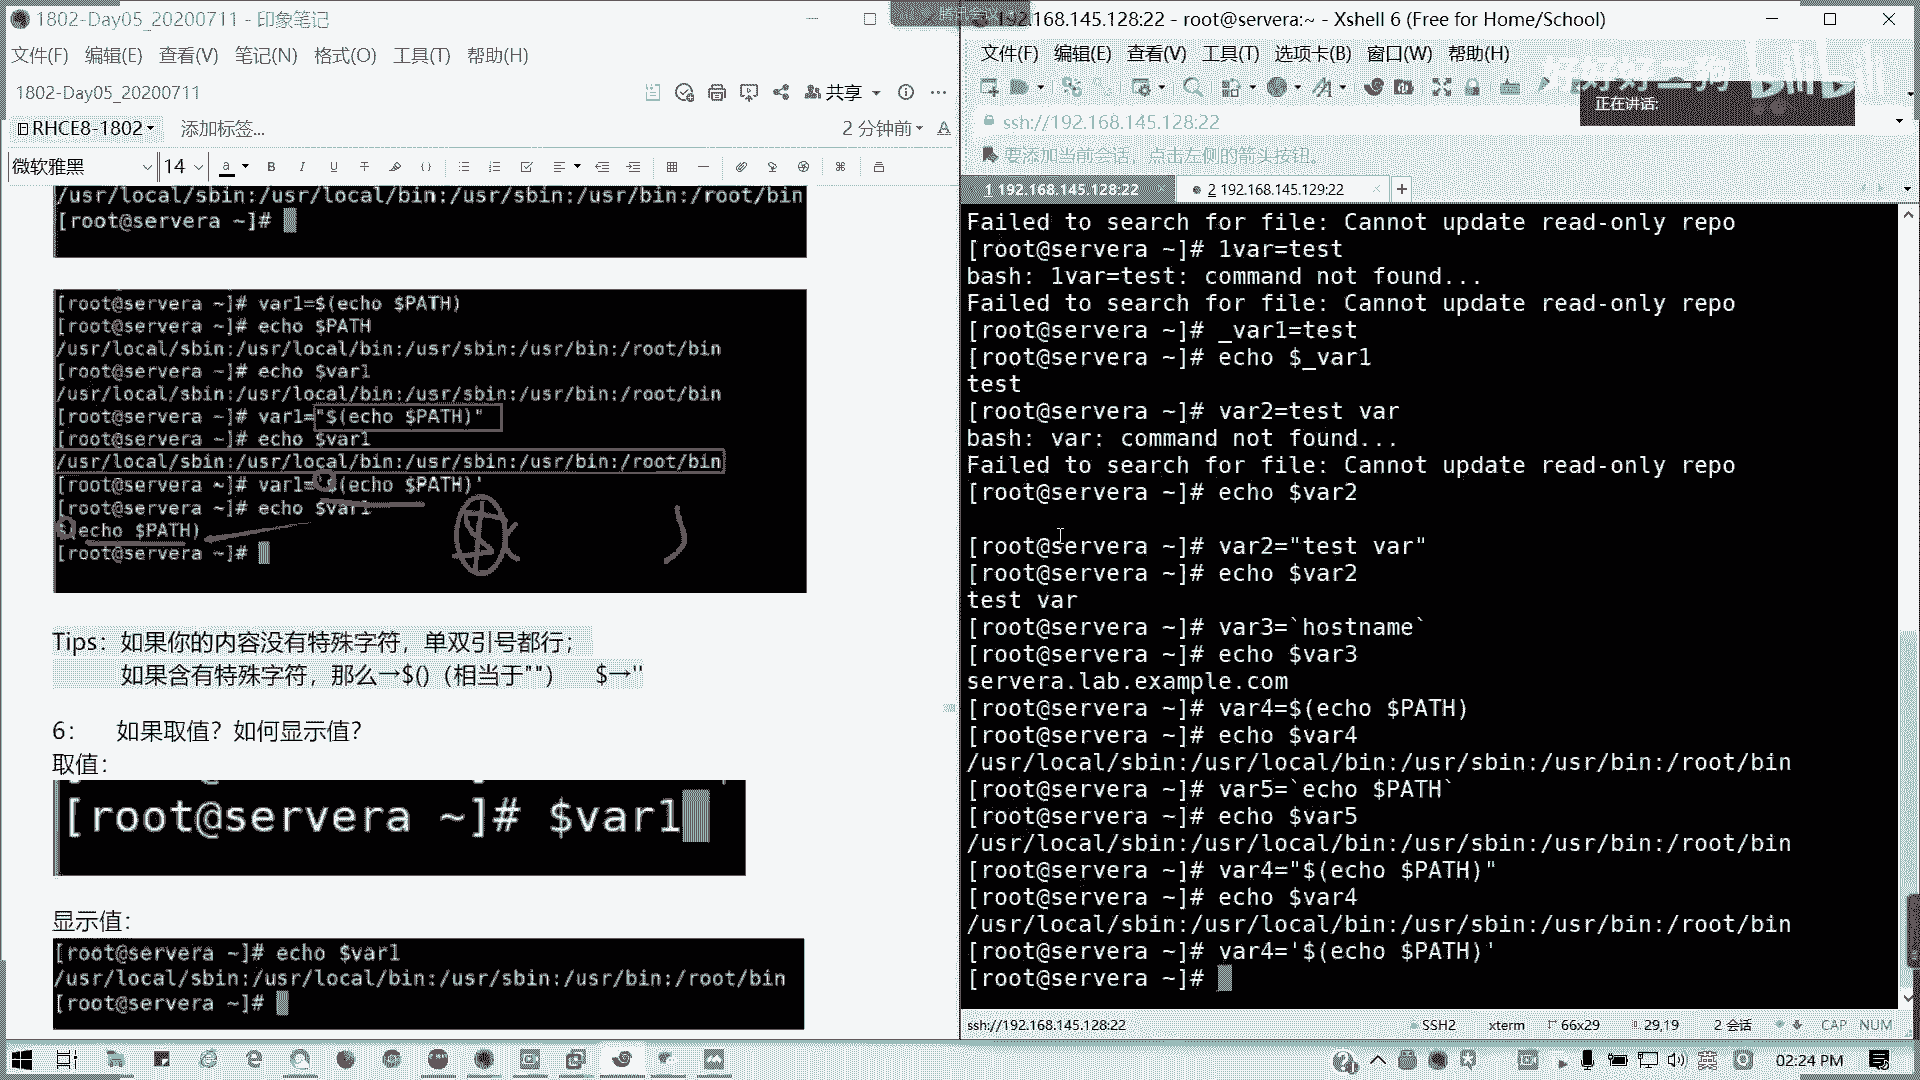 1802-Day05_20200711 - 印象笔记
文件(F) 编辑(E) 查看(V) 笔记(N) 格式(O) 工具(T) 帮助(H)
1802-Day05_20200711
共享
RHCE8-1802
添加标签...
2 分钟前
微软雅黑
14
/usr/local/sbin:/usr/local/bin:/usr/sbin:/usr/bin:/root/bin
[root@servera ~]#
[root@servera ~]# var1=$(echo $PATH)
[root@servera ~]# echo $PATH
/usr/local/sbin:/usr/local/bin:/usr/sbin:/usr/bin:/root/bin
[root@servera ~]# echo $var1
/usr/local/sbin:/usr/local/bin:/usr/sbin:/usr/bin:/root/bin
[root@servera ~]# var1="$(echo $PATH)"
[root@servera ~]# echo $var1
/usr/local/sbin:/usr/local/bin:/usr/sbin:/usr/bin:/root/bin
[root@servera ~]# var1='$(echo $PATH)'
[root@servera ~]# echo $var1
$(echo $PATH)
[root@servera ~]#
$( )
Tips：如果你的内容没有特殊字符，单双引号都行；
如果含有特殊字符，那么→$()（相当于""） $→''
6： 如果取值？如何显示值？
取值：
[root@servera ~]# $var1
显示值：
[root@servera ~]# echo $var1
/usr/local/sbin:/usr/local/bin:/usr/sbin:/usr/bin:/root/bin
[root@servera ~]#
192.168.145.128:22 - root@servera:~ - Xshell 6 (Free for Home/School)
文件(F) 编辑(E) 查看(V) 工具(T) 选项卡(B) 窗口(W) 帮助(H)
好好好二狗 bilibili
正在讲话:
ssh://192.168.145.128:22
要添加当前会话，点击左侧的箭头按钮。
1 192.168.145.128:22
2 192.168.145.129:22
Failed to search for file: Cannot update read-only repo
[root@servera ~]# 1var=test
bash: 1var=test: command not found...
Failed to search for file: Cannot update read-only repo
[root@servera ~]# _var1=test
[root@servera ~]# echo $_var1
test
[root@servera ~]# var2=test var
bash: var: command not found...
Failed to search for file: Cannot update read-only repo
[root@servera ~]# echo $var2
[root@servera ~]# var2="test var"
[root@servera ~]# echo $var2
test var
[root@servera ~]# var3=`hostname`
[root@servera ~]# echo $var3
servera.lab.example.com
[root@servera ~]# var4=$(echo $PATH)
[root@servera ~]# echo $var4
/usr/local/sbin:/usr/local/bin:/usr/sbin:/usr/bin:/root/bin
[root@servera ~]# var5=`echo $PATH`
[root@servera ~]# echo $var5
/usr/local/sbin:/usr/local/bin:/usr/sbin:/usr/bin:/root/bin
[root@servera ~]# var4="$(echo $PATH)"
[root@servera ~]# echo $var4
/usr/local/sbin:/usr/local/bin:/usr/sbin:/usr/bin:/root/bin
[root@servera ~]# var4='$(echo $PATH)'
[root@servera ~]#
ssh://192.168.145.128:22
SSH2 xterm 66x29 29,19 2 会话 CAP NUM
英
02:24 PM